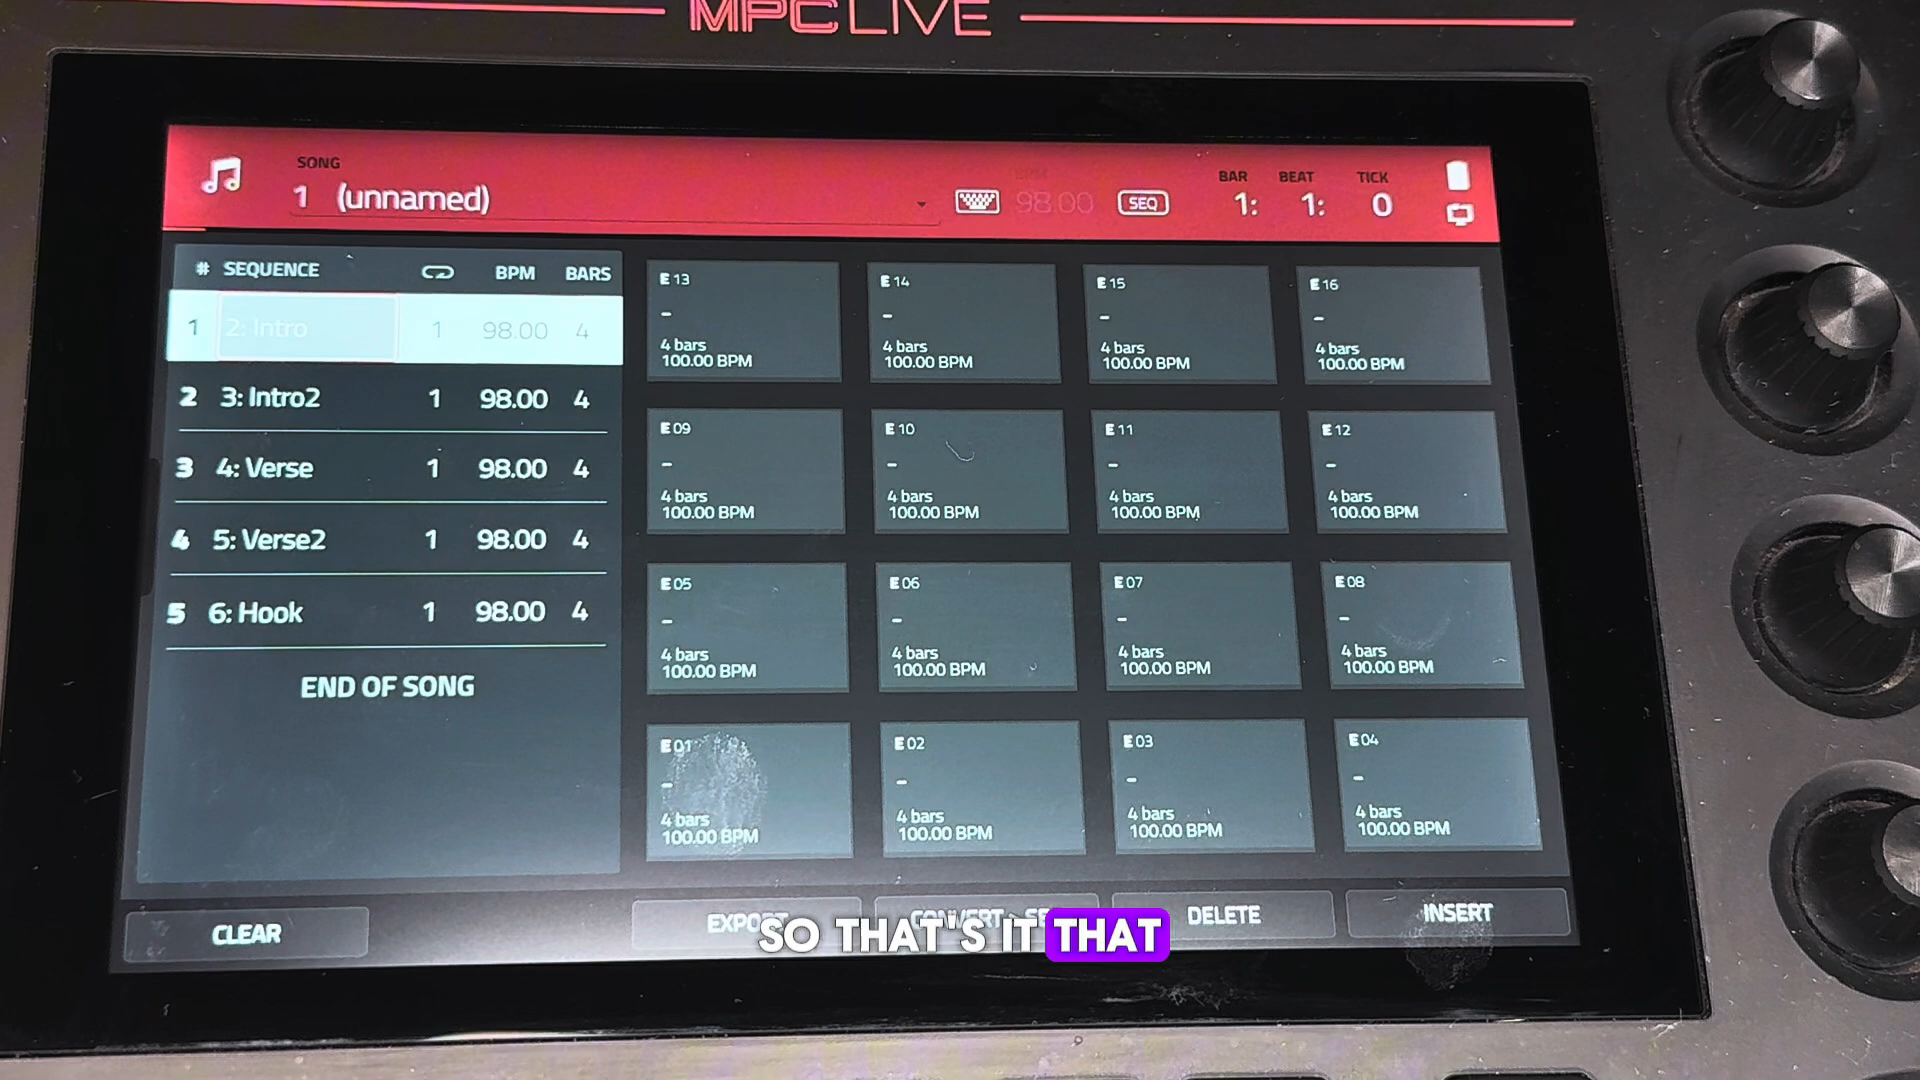 MPC LIVE
SONG
1 (unnamed)
98.00
SEQ
BAR BEAT TICK
1: 1: 0
# SEQUENCE BPM BARS
1 2: Intro 1 98.00 4
2 3: Intro2 1 98.00 4
3 4: Verse 1 98.00 4
4 5: Verse2 1 98.00 4
5 6: Hook 1 98.00 4
END OF SONG
E 13
-
4 bars
100.00 BPM
E 14
-
4 bars
100.00 BPM
E 15
-
4 bars
100.00 BPM
E 16
-
4 bars
100.00 BPM
E 09
-
4 bars
100.00 BPM
E 10
-
4 bars
100.00 BPM
E 11
-
4 bars
100.00 BPM
E 12
-
4 bars
100.00 BPM
E 05
-
4 bars
100.00 BPM
E 06
-
4 bars
100.00 BPM
E 07
-
4 bars
100.00 BPM
E 08
-
4 bars
100.00 BPM
E 01
-
4 bars
100.00 BPM
E 02
-
4 bars
100.00 BPM
E 03
-
4 bars
100.00 BPM
E 04
-
4 bars
100.00 BPM
CLEAR
EXPORT
CONVERT
DELETE
INSERT
SO THAT'S IT THAT